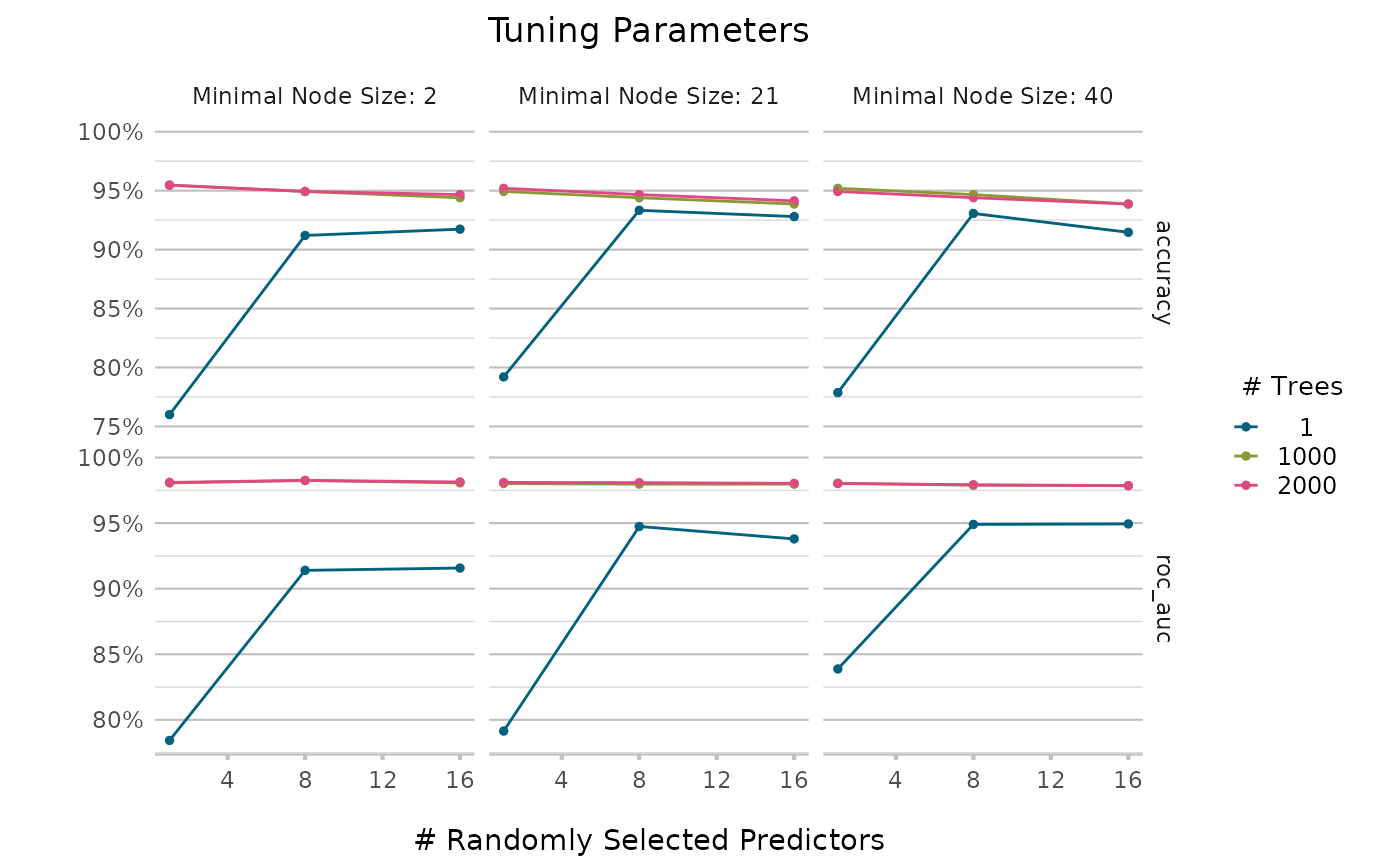 Tuning Parameters
Minimal Node Size: 2 Minimal Node Size: 21 Minimal Node Size: 40
100%
95%
90%
85%
80%
75%
accuracy
100%
95%
90%
85%
80%
roc_auc
4 8 12 16 4 8 12 16 4 8 12 16
# Randomly Selected Predictors
# Trees
1
1000
2000